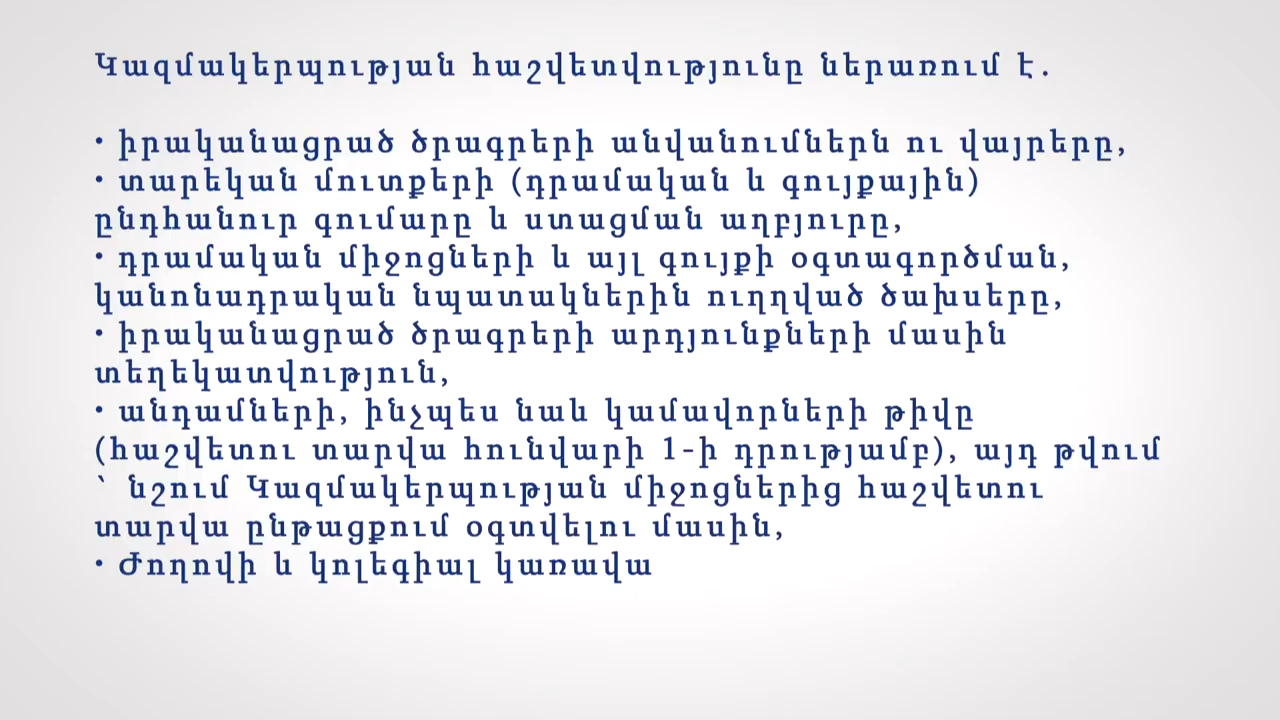 Կազմակերպության հաշվետվությունը ներառում է.
• իրականացրած ծրագրերի անվանումներն ու վայրերը,
• տարեկան մուտքերի (դրամական և գույքային)
ընդհանուր գումարը և ստացման աղբյուրը,
• դրամական միջոցների և այլ գույքի օգտագործման,
կանոնադրական նպատակներին ուղղված ծախսերը,
• իրականացրած ծրագրերի արդյունքների մասին
տեղեկատվություն,
• անդամների, ինչպես նաև կամավորների թիվը
(հաշվետու տարվա հունվարի 1-ի դրությամբ), այդ թվում
` նշում Կազմակերպության միջոցներից հաշվետու
տարվա ընթացքում օգտվելու մասին,
• Ժողովի և կոլեգիալ կառավա